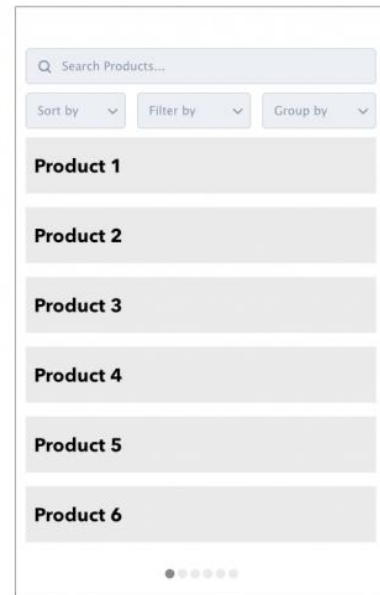 Search Products...
Sort by Filter by Group by
Product 1
Product 2
Product 3
Product 4
Product 5
Product 6